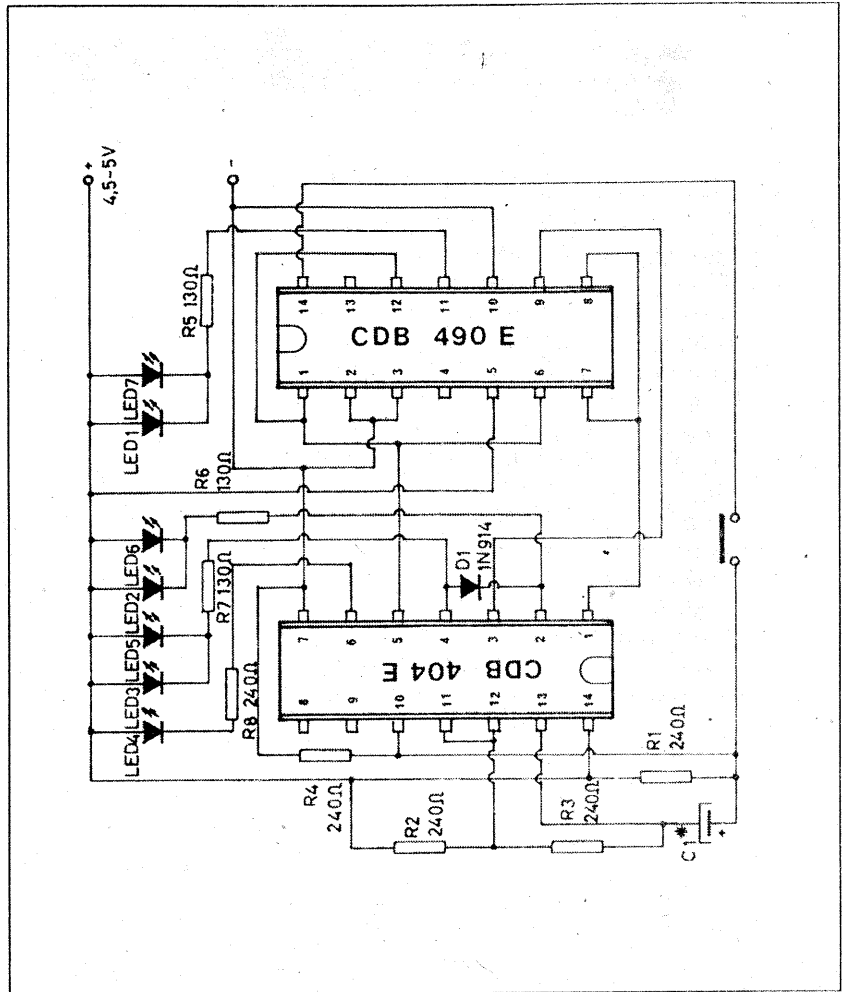 +
4,5-5V
-
LED1
LED7
R5 130Ω
14
13
12
11
10
9
8
CDB 490 E
1
2
3
4
5
6
7
LED4
LED3
LED5
LED2
LED6
R6
130Ω
R7 130Ω
R8 240Ω
D1
1N914
7
6
5
4
3
2
1
CDB 404 E
8
9
10
11
12
13
14
R4
240Ω
R2
240Ω
R3
240Ω
R1
240Ω
C1*
+